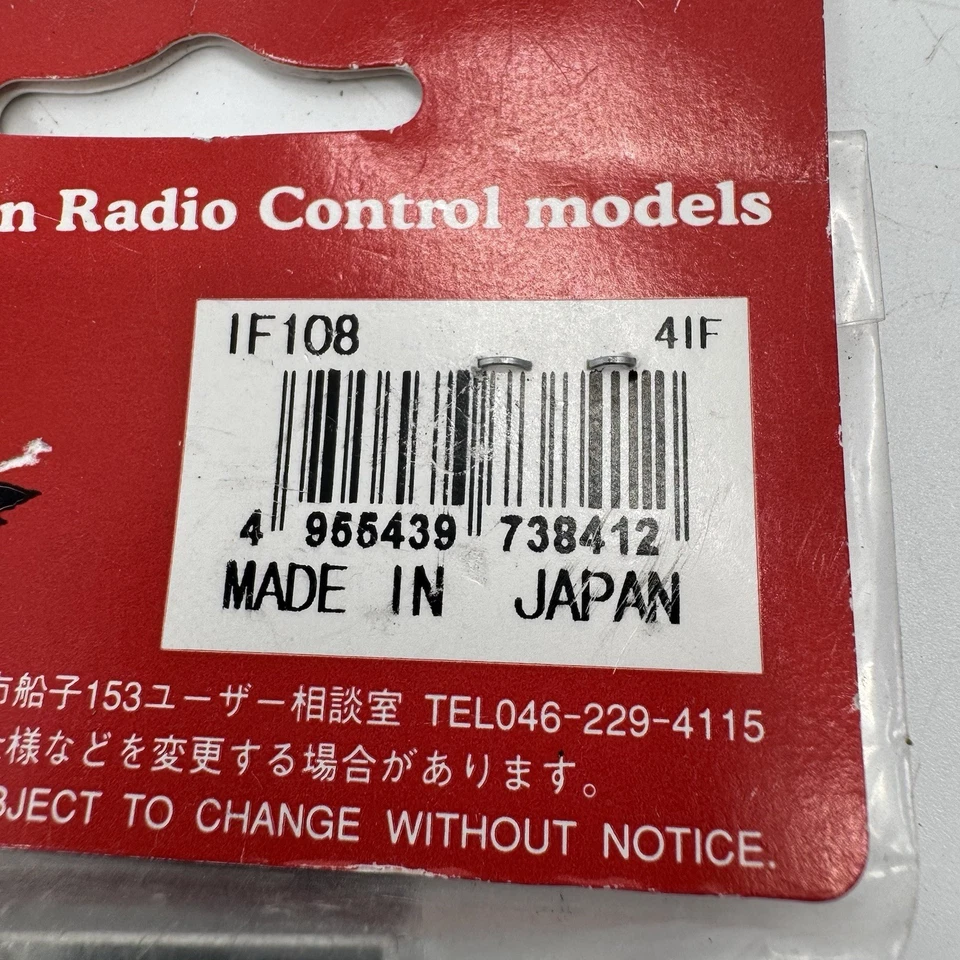 n Radio Control models
IF108 4IF
4 955439 738412
MADE IN JAPAN
市船子153ユーザー相談室 TEL046-229-4115
様などを変更する場合があります。
BJECT TO CHANGE WITHOUT NOTICE.